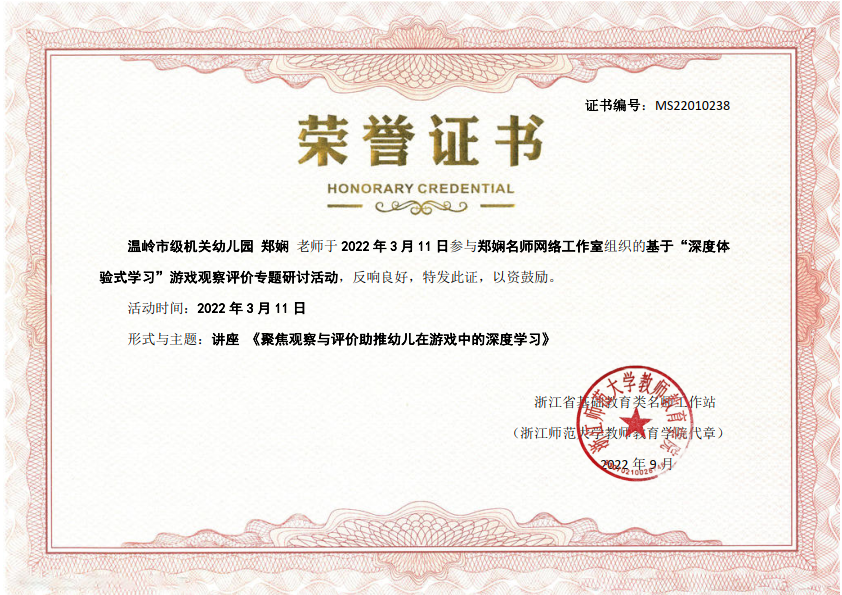 证书编号：MS22010238
荣誉证书
HONORARY CREDENTIAL
温岭市级机关幼儿园 郑娴 老师于 2022 年 3 月 11 日参与郑娴名师网络工作室组织的基于“深度体
验式学习”游戏观察评价专题研讨活动，反响良好，特发此证，以资鼓励。
活动时间：2022 年 3 月 11 日
形式与主题：讲座 《聚焦观察与评价助推幼儿在游戏中的深度学习》
浙江省基础教育类名师工作站
（浙江师范大学教师教育学院代章）
2022 年 9 月
浙江师范大学教师教育学院